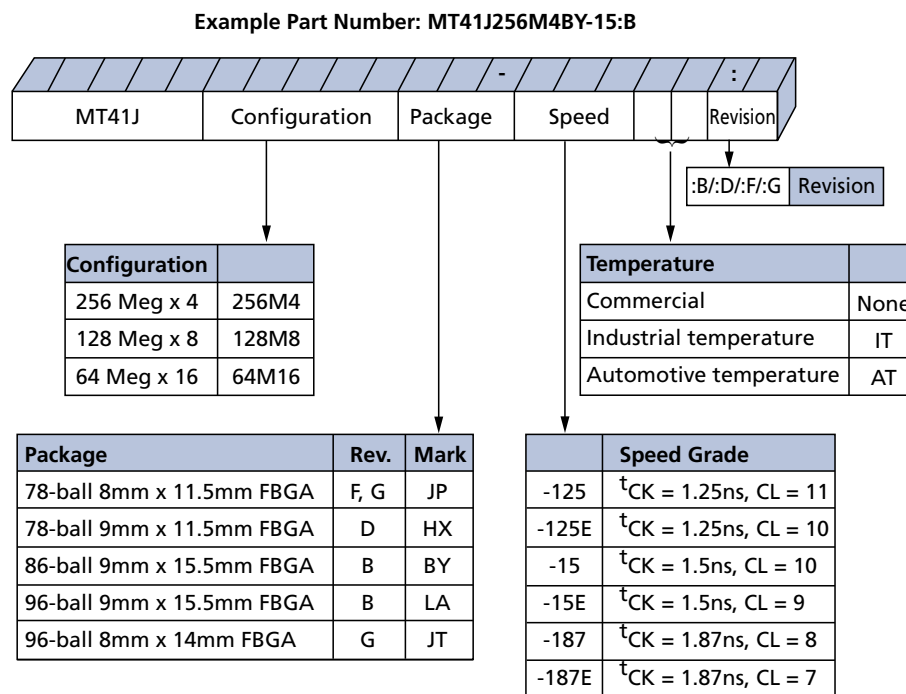 Example Part Number: MT41J256M4BY-15:B
- :
MT41J Configuration Package Speed Revision
:B/:D/:F/:G Revision
Configuration
256 Meg x 4 256M4
128 Meg x 8 128M8
64 Meg x 16 64M16
Temperature
Commercial None
Industrial temperature IT
Automotive temperature AT
Package Rev. Mark
78-ball 8mm x 11.5mm FBGA F, G JP
78-ball 9mm x 11.5mm FBGA D HX
86-ball 9mm x 15.5mm FBGA B BY
96-ball 9mm x 15.5mm FBGA B LA
96-ball 8mm x 14mm FBGA G JT
Speed Grade
-125 tCK = 1.25ns, CL = 11
-125E tCK = 1.25ns, CL = 10
-15 tCK = 1.5ns, CL = 10
-15E tCK = 1.5ns, CL = 9
-187 tCK = 1.87ns, CL = 8
-187E tCK = 1.87ns, CL = 7